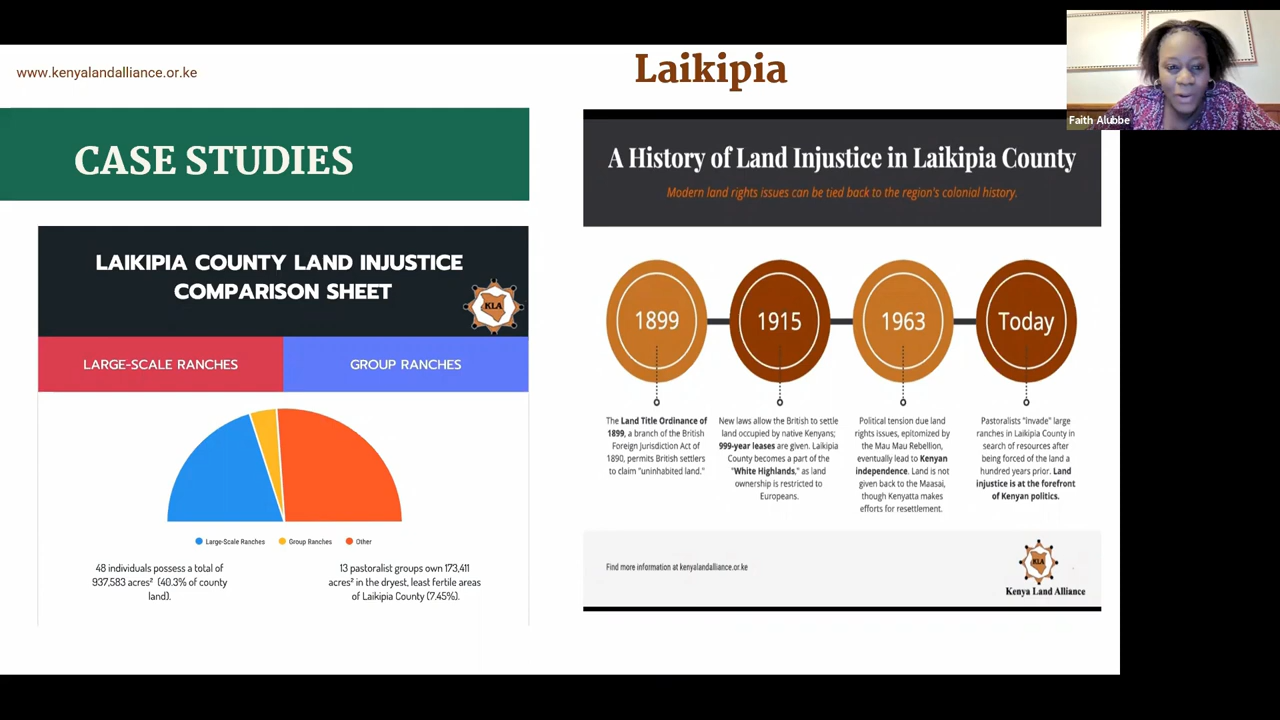 www.kenyalandalliance.or.ke
Laikipia
Faith Alubbe
CASE STUDIES
LAIKIPIA COUNTY LAND INJUSTICE
COMPARISON SHEET
KLA
LARGE-SCALE RANCHES
GROUP RANCHES
Large-Scale Ranches
Group Ranches
Other
48 individuals possess a total of
937,583 acres² (40.3% of county
land).
13 pastoralist groups own 173,411
acres² in the dryest, least fertile areas
of Laikipia County (7.45%).
A History of Land Injustice in Laikipia County
Modern land rights issues can be tied back to the region's colonial history.
1899
1915
1963
Today
The Land Title Ordinance of
1899, a branch of the British
Foreign Jurisdiction Act of
1890, permits British settlers
to claim "uninhabited land."
New laws allow the British to settle
land occupied by native Kenyans;
999-year leases are given. Laikipia
County becomes a part of the
"White Highlands," as land
ownership is restricted to
Europeans.
Political tension due land
rights issues, epitomized by
the Mau Mau Rebellion,
eventually lead to Kenyan
independence. Land is not
given back to the Maasai,
though Kenyatta makes
efforts for resettlement.
Pastoralists "invade" large
ranches in Laikipia County in
search of resources after
being forced of the land a
hundred years prior. Land
injustice is at the forefront
of Kenyan politics.
Find more information at kenyalandalliance.or.ke
KLA
Kenya Land Alliance